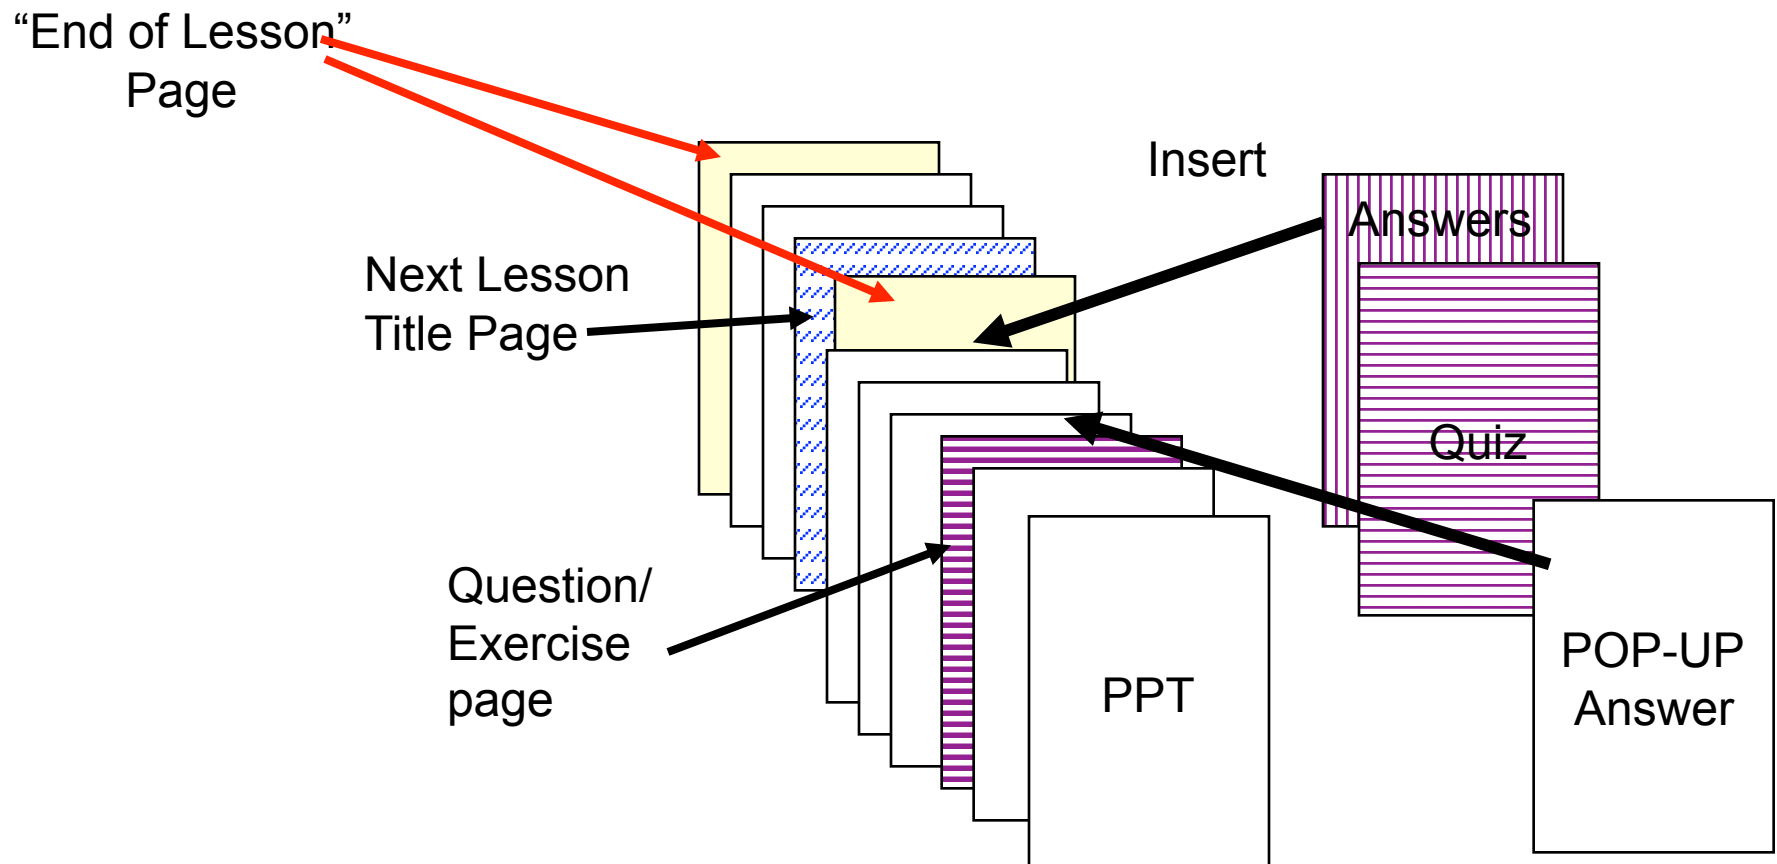 “End of Lesson”
Page
Insert
Answers
Next Lesson
Title Page
Quiz
Question/
Exercise
page
PPT
POP-UP
Answer